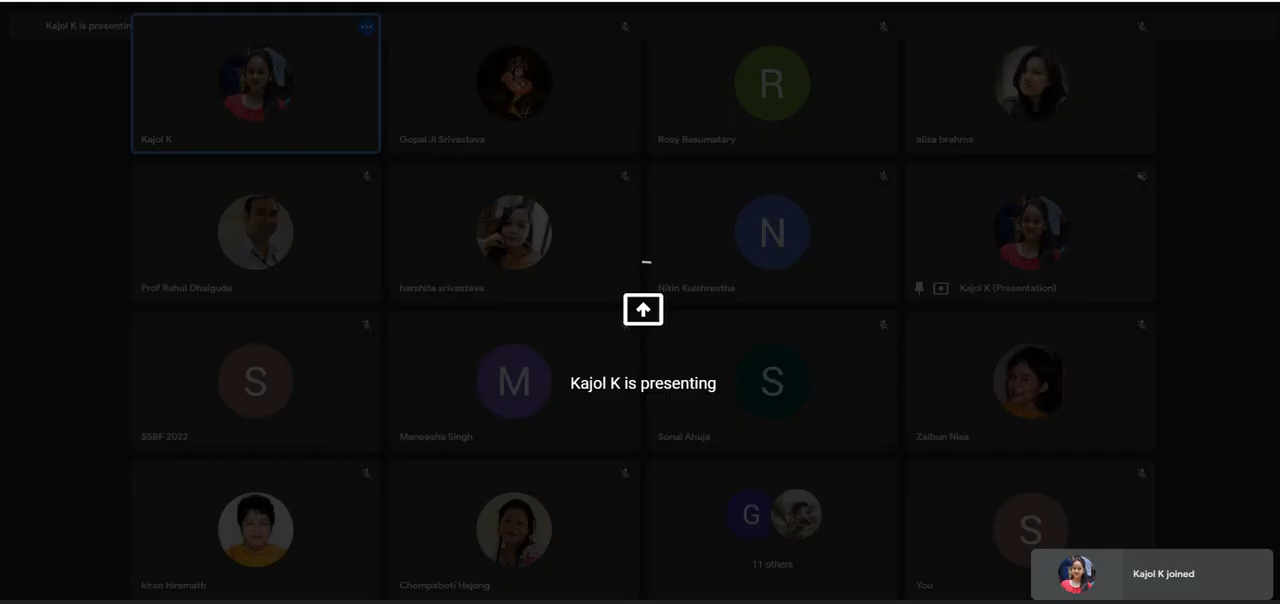 Kajol K is presentin
Kajol K
Gopal Ji Srivastava
R
Rosy Basumatary
aliza brahma
Prof Rahul Dhaigude
harshita srivastava
N
Nitin Kulshrestha
Kajol K (Presentation)
Kajol K is presenting
S
SSBF 2022
M
Maneesha Singh
S
Sonal Ahuja
Zaibun Nisa
kiran hiremath
Chompaboti Hajong
G
11 others
S
You
Kajol K joined